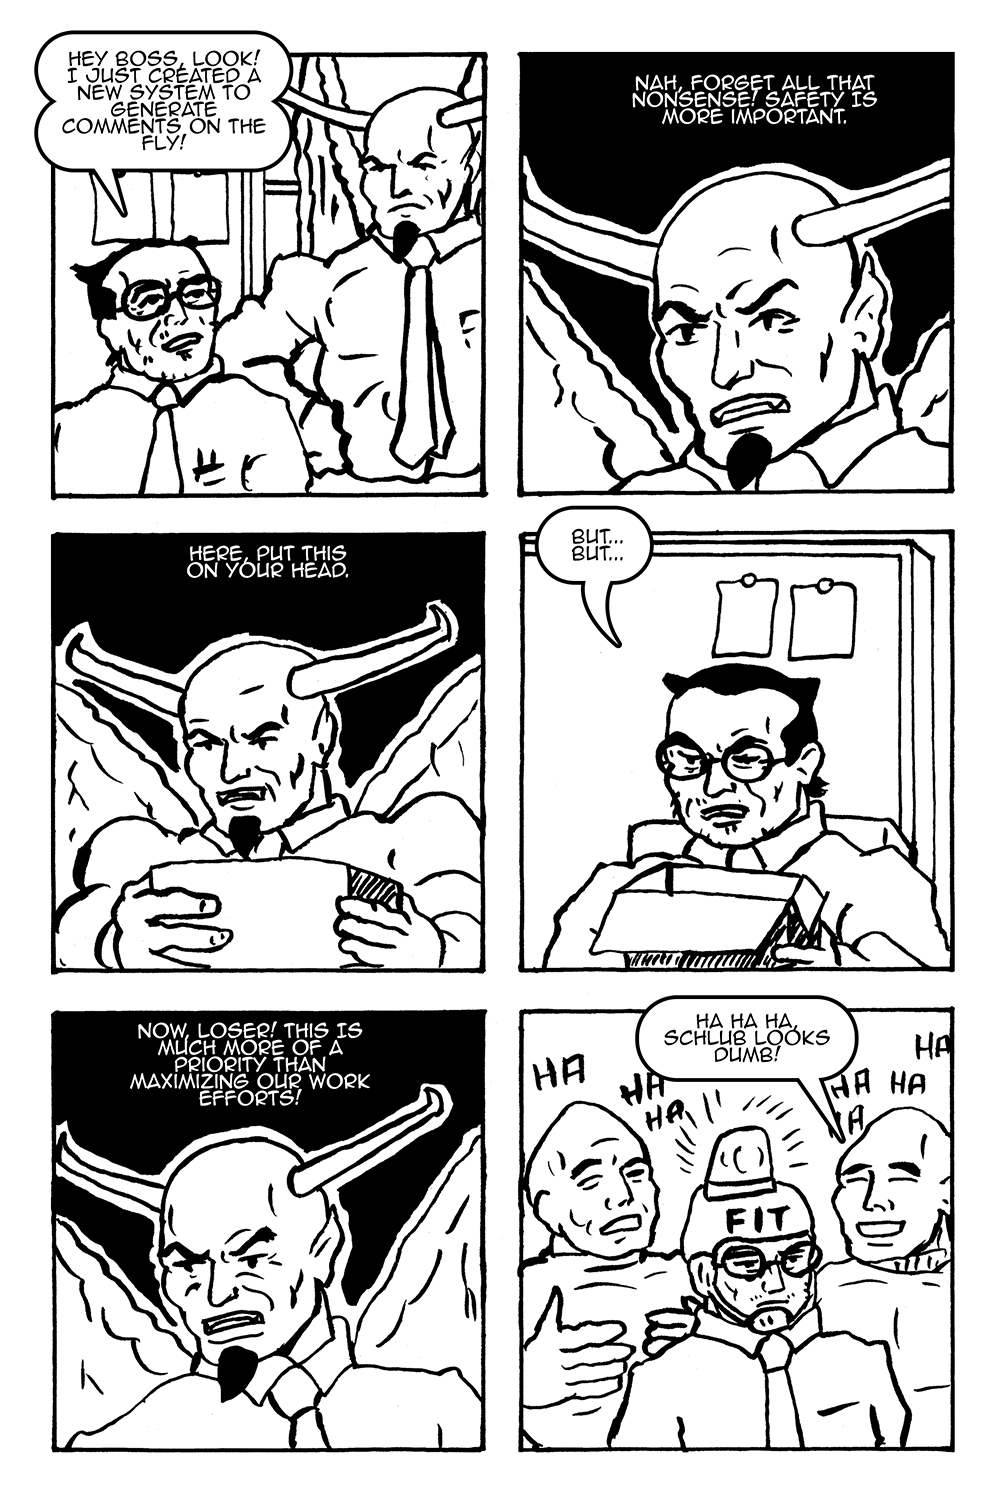 HEY BOSS, LOOK!
I JUST CREATED A
NEW SYSTEM TO
GENERATE
COMMENTS ON THE
FLY!
NAH, FORGET ALL THAT
NONSENSE! SAFETY IS
MORE IMPORTANT.
HERE, PUT THIS
ON YOUR HEAD.
BUT...
BUT...
NOW, LOSER! THIS IS
MUCH MORE OF A
PRIORITY THAN
MAXIMIZING OUR WORK
EFFORTS!
HA HA HA,
SCHLUB LOOKS
DUMB!
HA
HA
HA
HA
HA HA
HA
FIT